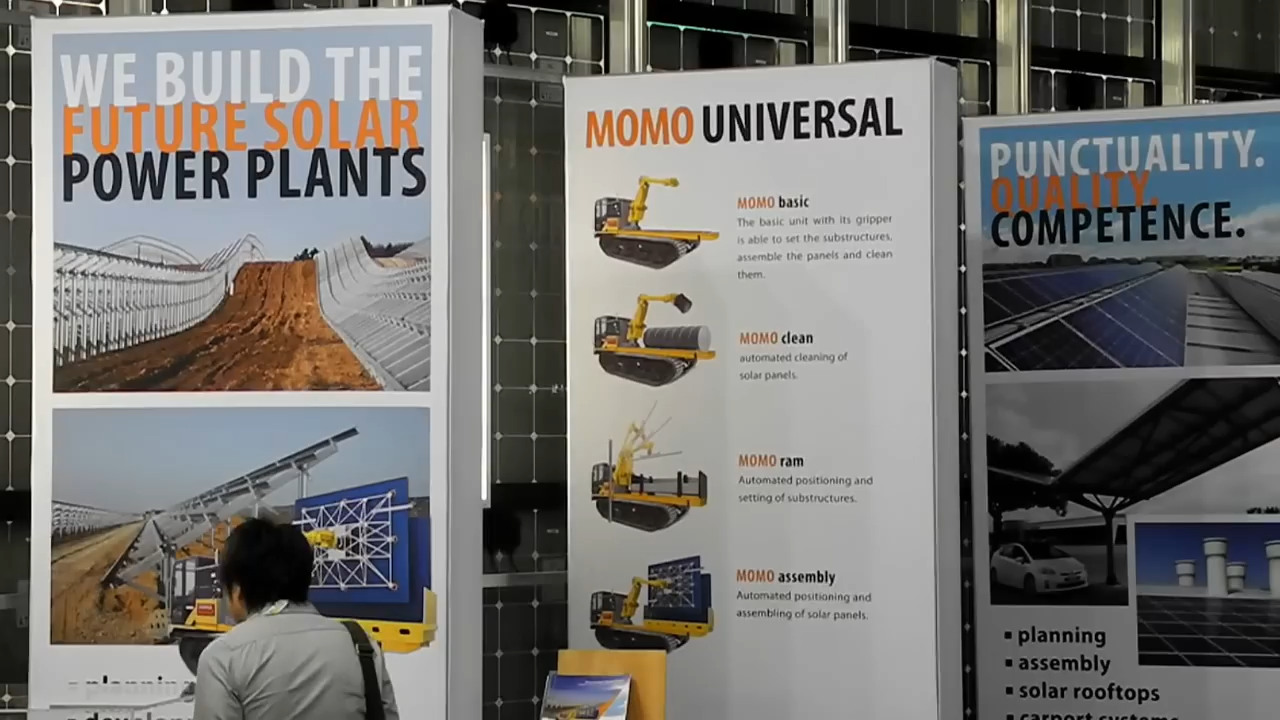 WE BUILD THE
FUTURE SOLAR
POWER PLANTS
MOMO UNIVERSAL
MOMO basic
The basic unit with its gripper
is able to set the substructures,
assemble the panels and clean
them.
MOMO clean
automated cleaning of
solar panels.
MOMO ram
Automated positioning and
setting of substructures.
MOMO assembly
Automated positioning and
assembling of solar panels.
PUNCTUALITY.
QUALITY.
COMPETENCE.
▪ planning
▪ assembly
▪ solar rooftops
▪ carport systems
▪ planning